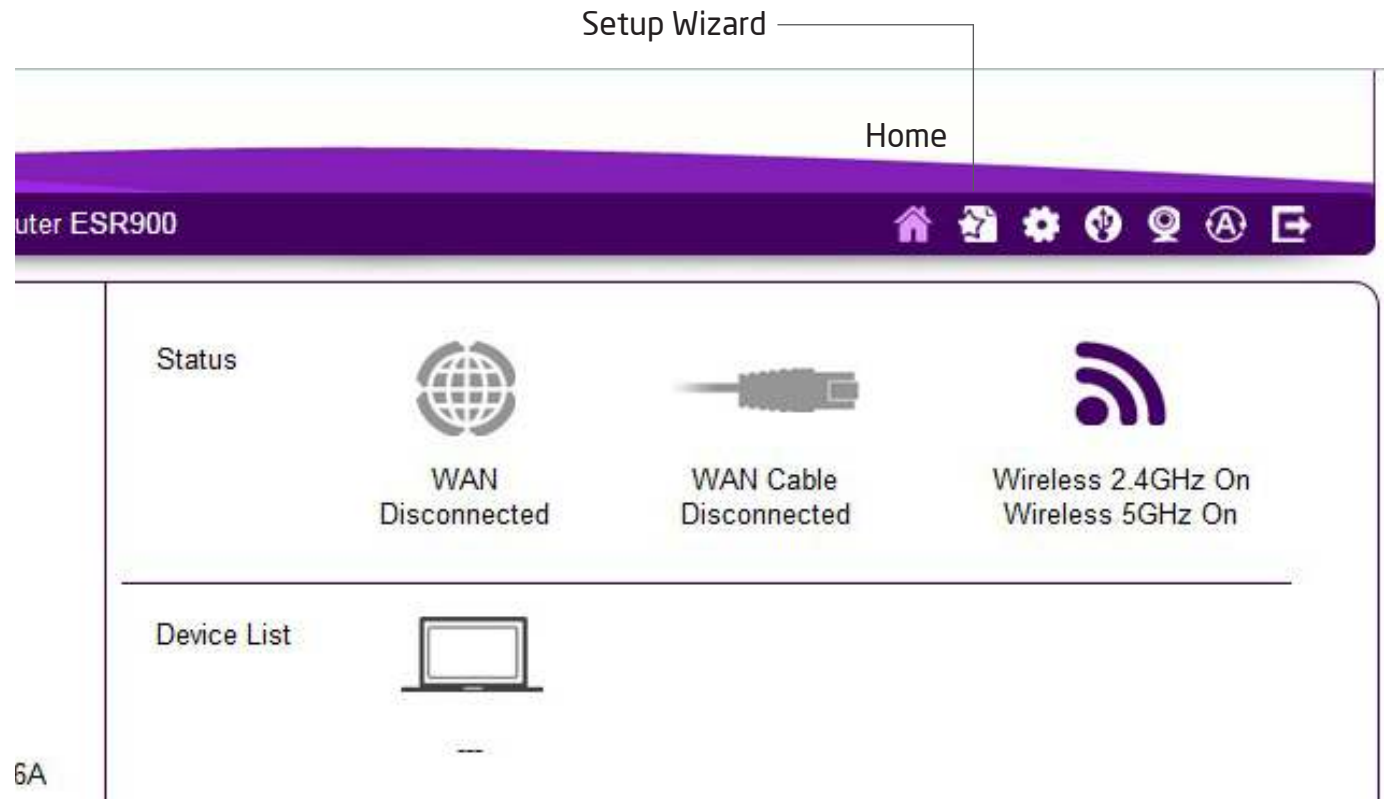 Setup Wizard
Home
uter ESR900
Status
WAN
Disconnected
WAN Cable
Disconnected
Wireless 2.4GHz On
Wireless 5GHz On
Device List
---
6A